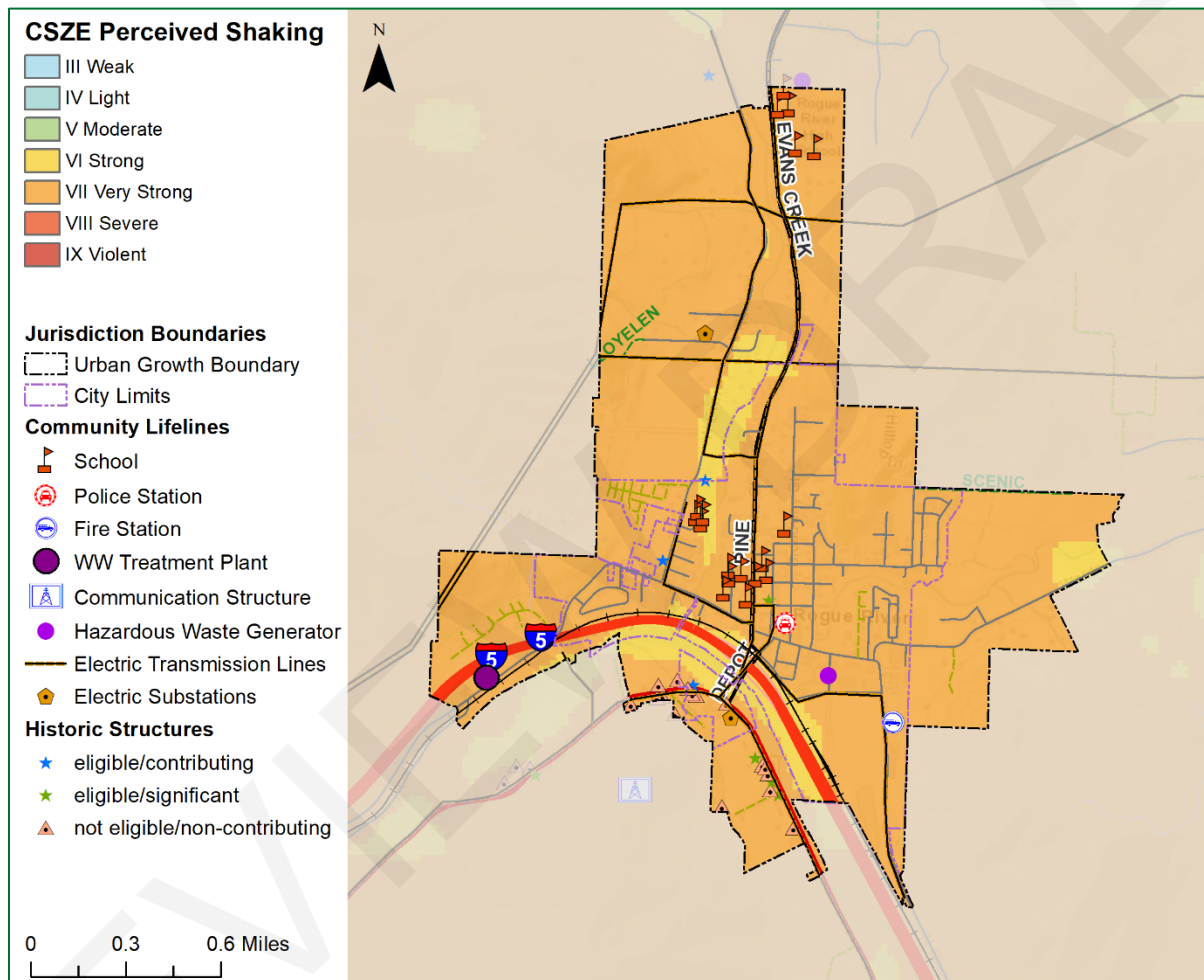 CSZE Perceived Shaking
III Weak
IV Light
V Moderate
VI Strong
VII Very Strong
VIII Severe
IX Violent
Jurisdiction Boundaries
Urban Growth Boundary
City Limits
Community Lifelines
School
Police Station
Fire Station
WW Treatment Plant
Communication Structure
Hazardous Waste Generator
Electric Transmission Lines
Electric Substations
Historic Structures
eligible/contributing
eligible/significant
not eligible/non-contributing
0 0.3 0.6 Miles
N
Rogue
River
High
EVANS CREEK
OYELEN
SCENIC
PINE
Rogue River
DEPOT
5
5